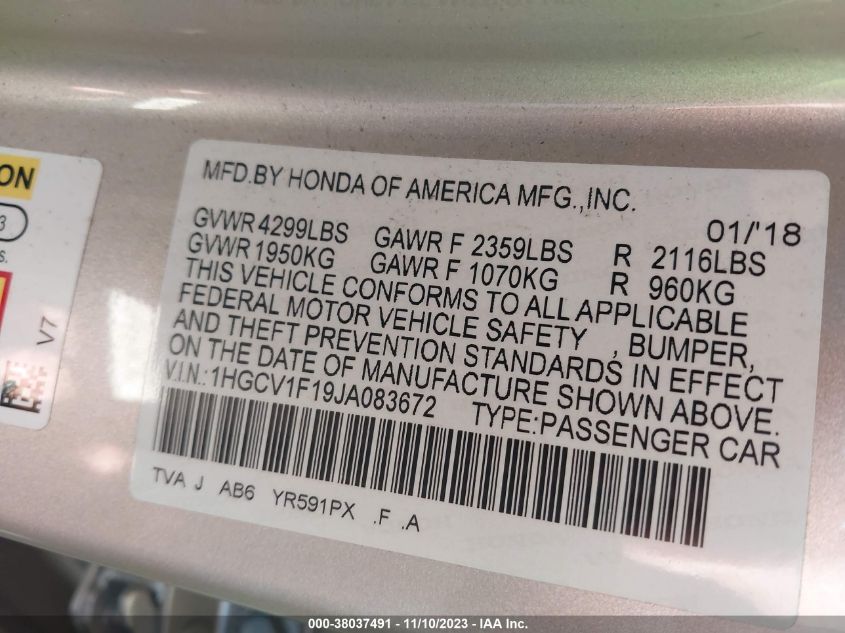 MFD.BY HONDA OF AMERICA MFG.,INC.
01/'18
GVWR 4299LBS GAWR F 2359LBS R 2116LBS
GVWR 1950KG GAWR F 1070KG R 960KG
THIS VEHICLE CONFORMS TO ALL APPLICABLE
FEDERAL MOTOR VEHICLE SAFETY , BUMPER,
AND THEFT PREVENTION STANDARDS IN EFFECT
ON THE DATE OF MANUFACTURE SHOWN ABOVE.
V.I.N.:1HGCV1F19JA083672 TYPE:PASSENGER CAR
TVA J AB6 YR591PX .F .A
ON
3
s.
V7
000-38037491 - 11/10/2023 - IAA Inc.